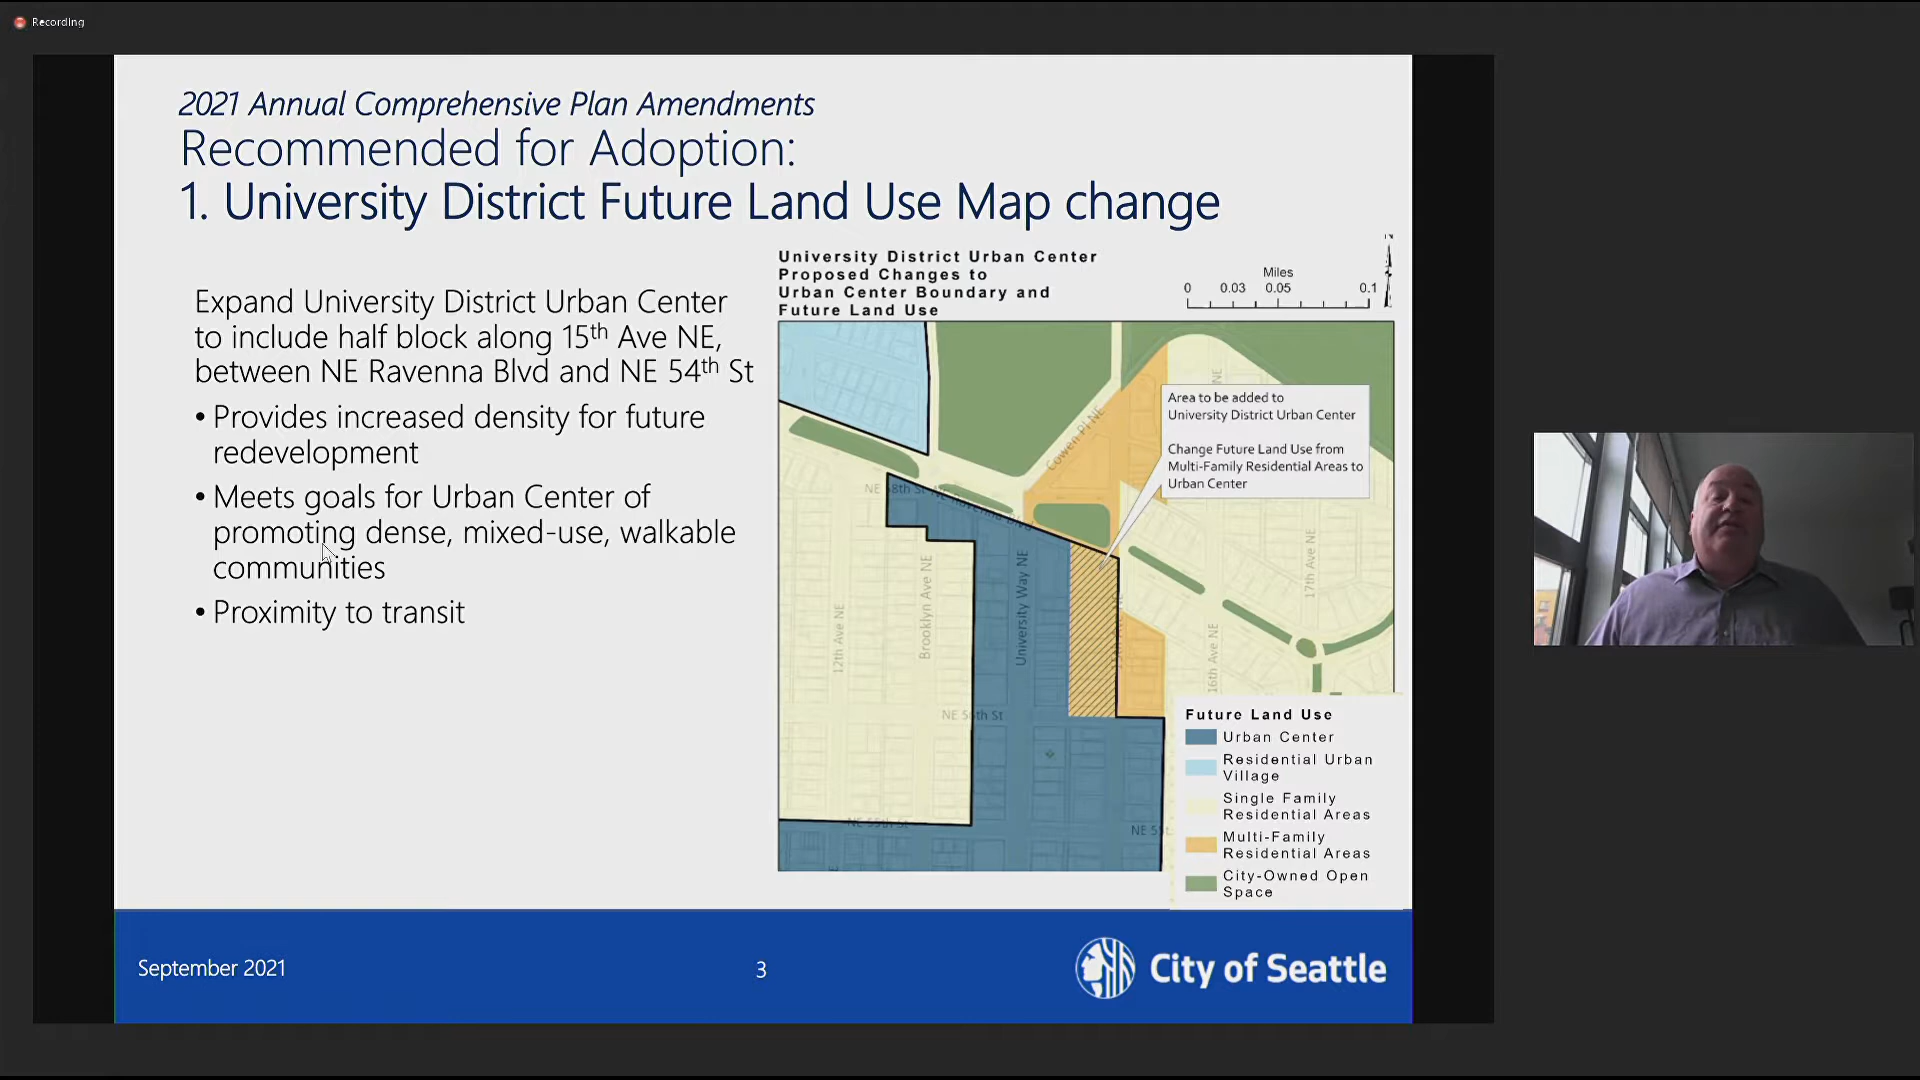 Recording
2021 Annual Comprehensive Plan Amendments
Recommended for Adoption:
1. University District Future Land Use Map change
Expand University District Urban Center
to include half block along 15th Ave NE,
between NE Ravenna Blvd and NE 54th St
• Provides increased density for future
redevelopment
• Meets goals for Urban Center of
promoting dense, mixed-use, walkable
communities
• Proximity to transit
University District Urban Center
Proposed Changes to
Urban Center Boundary and
Future Land Use
N
Miles
0 0.03 0.05 0.1
Area to be added to
University District Urban Center
Change Future Land Use from
Multi-Family Residential Areas to
Urban Center
Cowen Pl NE
12th Ave NE
Brooklyn Ave NE
University Way NE
16th Ave NE
17th Ave NE
NE 55th St
Future Land Use
Urban Center
Residential Urban
Village
Single Family
Residential Areas
Multi-Family
Residential Areas
City-Owned Open
Space
September 2021
3
City of Seattle